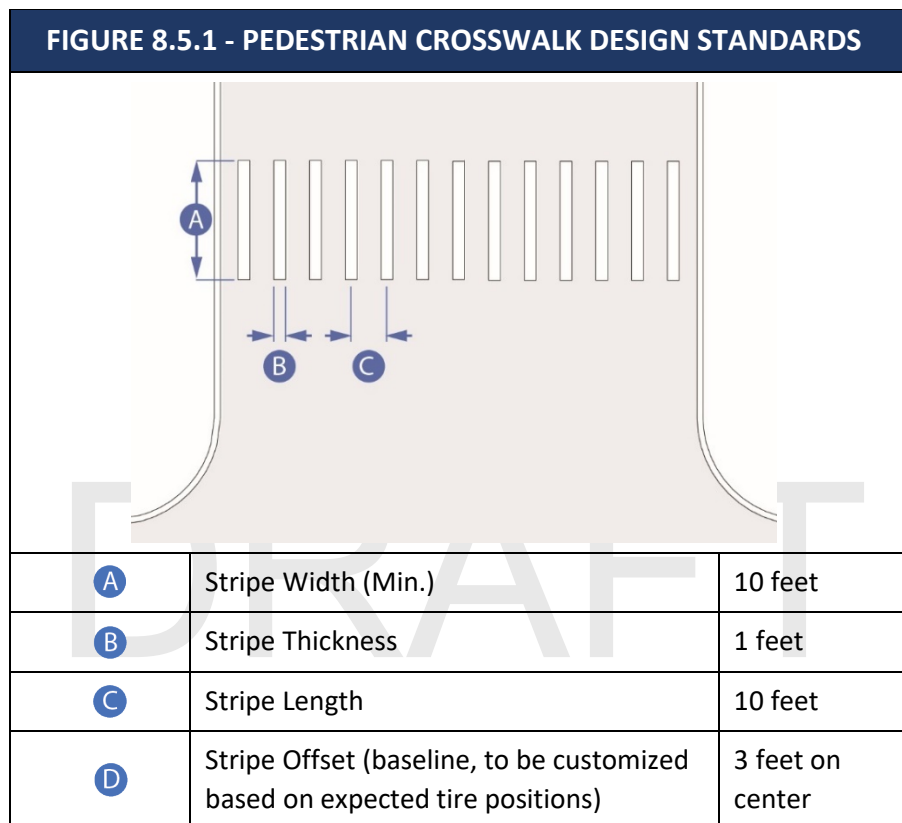 FIGURE 8.5.1 - PEDESTRIAN CROSSWALK DESIGN STANDARDS
A
B
C
DRAFT
A Stripe Width (Min.) 10 feet
B Stripe Thickness 1 feet
C Stripe Length 10 feet
D Stripe Offset (baseline, to be customized 3 feet on
based on expected tire positions) center